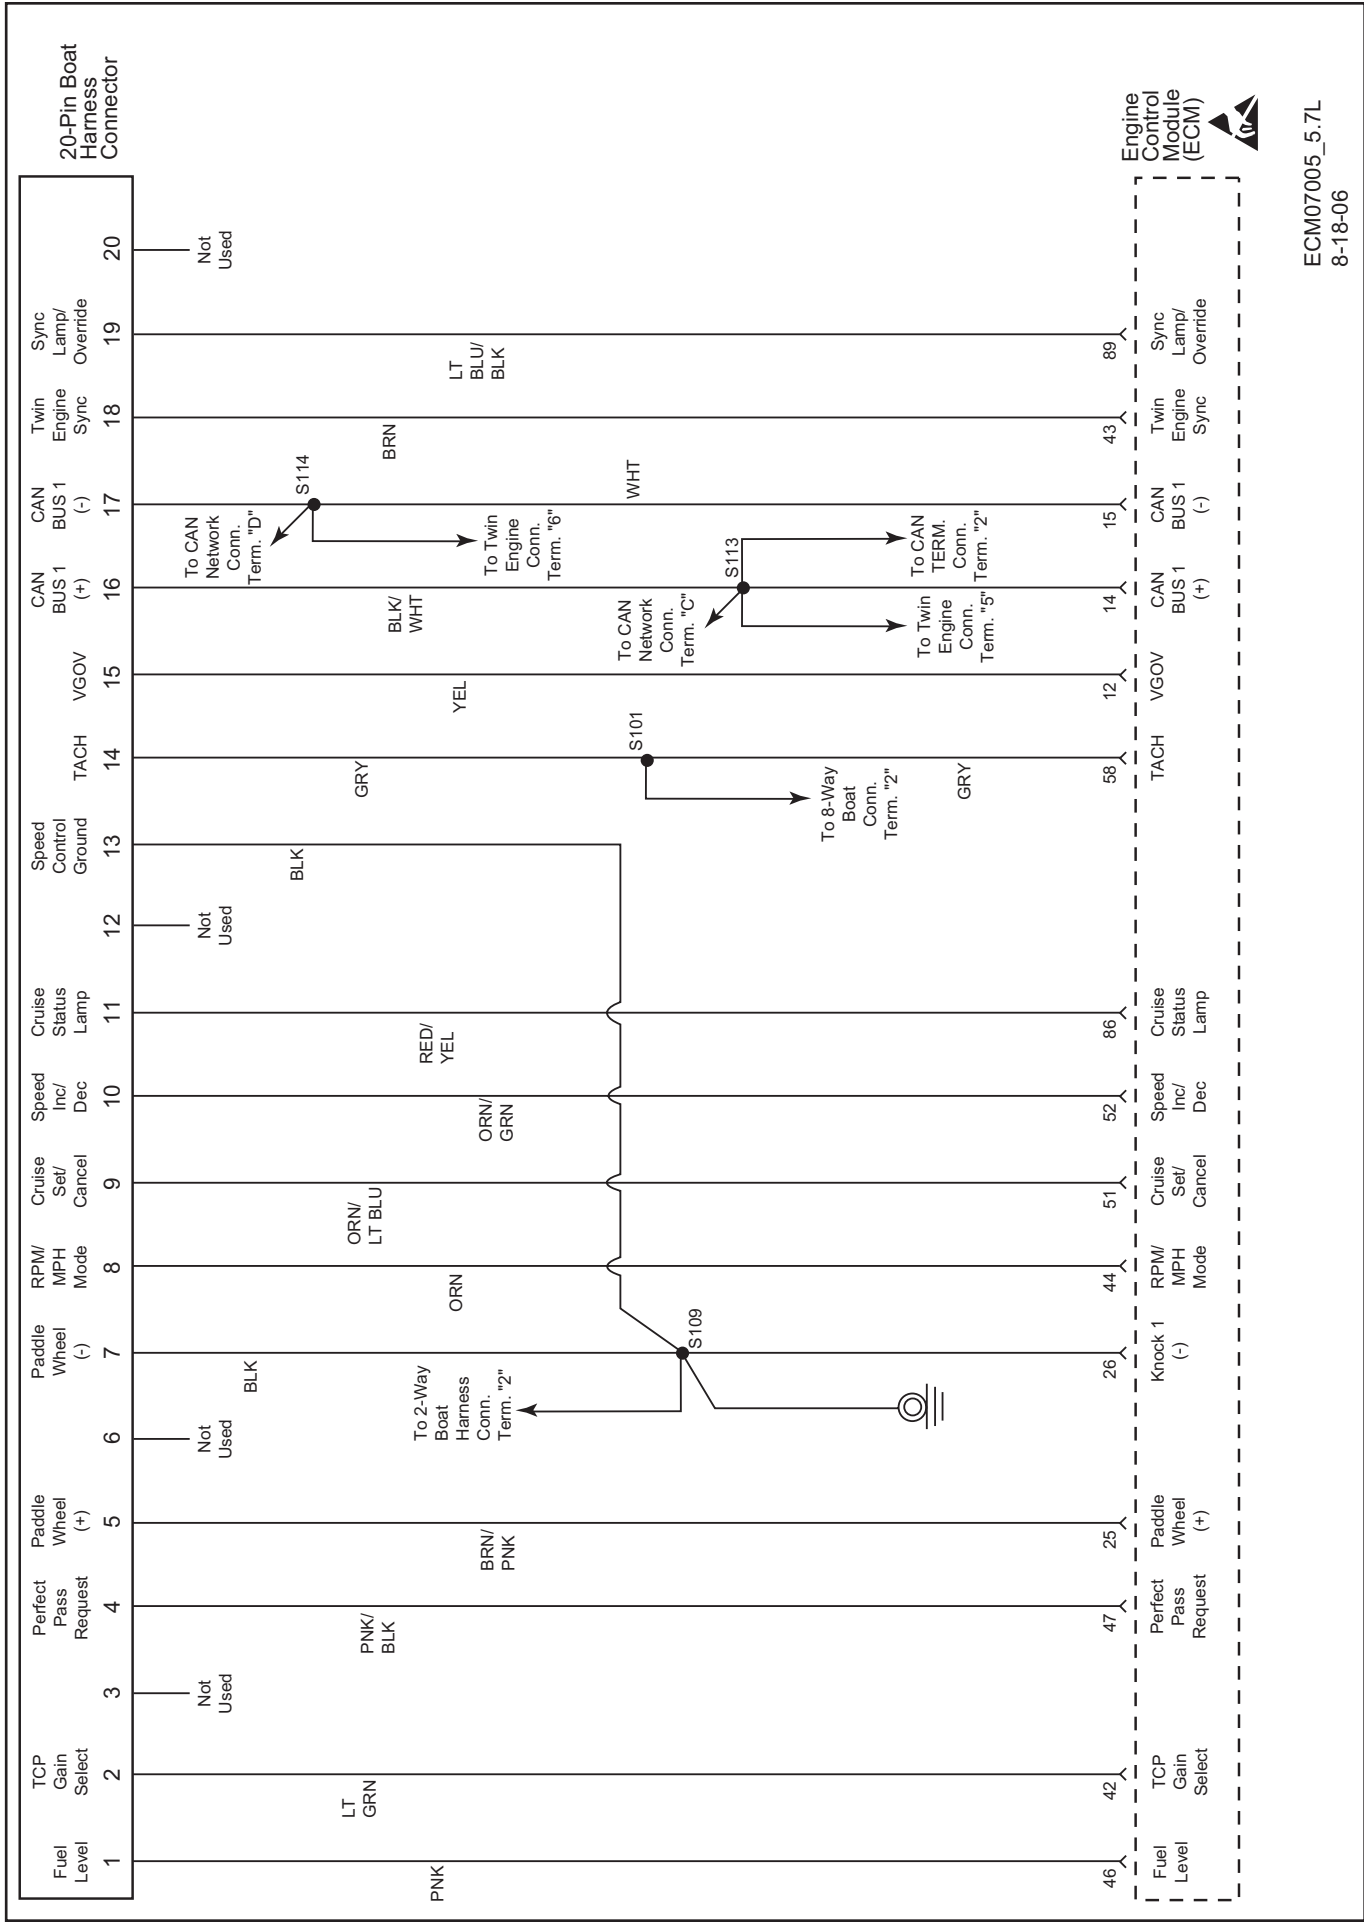 20-Pin Boat
Harness
Connector
Fuel
Level
1
TCP
Gain
Select
2
3
Perfect
Pass
Request
4
Paddle
Wheel
(+)
5
6
Paddle
Wheel
(-)
7
RPM/
MPH
Mode
8
Cruise
Set/
Cancel
9
Speed
Inc/
Dec
10
Cruise
Status
Lamp
11
12
Speed
Control
Ground
13
TACH
14
VGOV
15
CAN
BUS 1
(+)
16
CAN
BUS 1
(-)
17
Twin
Engine
Sync
18
Sync
Lamp/
Override
19
20
PNK
LT
GRN
Not
Used
PNK/
BLK
BRN/
PNK
Not
Used
BLK
To 2-Way
Boat
Harness
Conn.
Term. "2"
S109
ORN
ORN/
LT BLU
ORN/
GRN
RED/
YEL
Not
Used
BLK
GRY
S101
To 8-Way
Boat
Conn.
Term. "2"
GRY
YEL
BLK/
WHT
To CAN
Network
Conn.
Term. "C"
S113
To Twin
Engine
Conn.
Term. "5"
To CAN
TERM.
Conn.
Term. "2"
To CAN
Network
Conn.
Term. "D"
S114
To Twin
Engine
Conn.
Term. "6"
WHT
BRN
LT
BLU/
BLK
Not
Used
46
Fuel
Level
42
TCP
Gain
Select
47
Perfect
Pass
Request
25
Paddle
Wheel
(+)
26
Knock 1
(-)
44
RPM/
MPH
Mode
51
Cruise
Set/
Cancel
52
Speed
Inc/
Dec
86
Cruise
Status
Lamp
58
TACH
12
VGOV
14
CAN
BUS 1
(+)
15
CAN
BUS 1
(-)
43
Twin
Engine
Sync
89
Sync
Lamp/
Override
Engine
Control
Module
(ECM)
ECM07005_5.7L
8-18-06